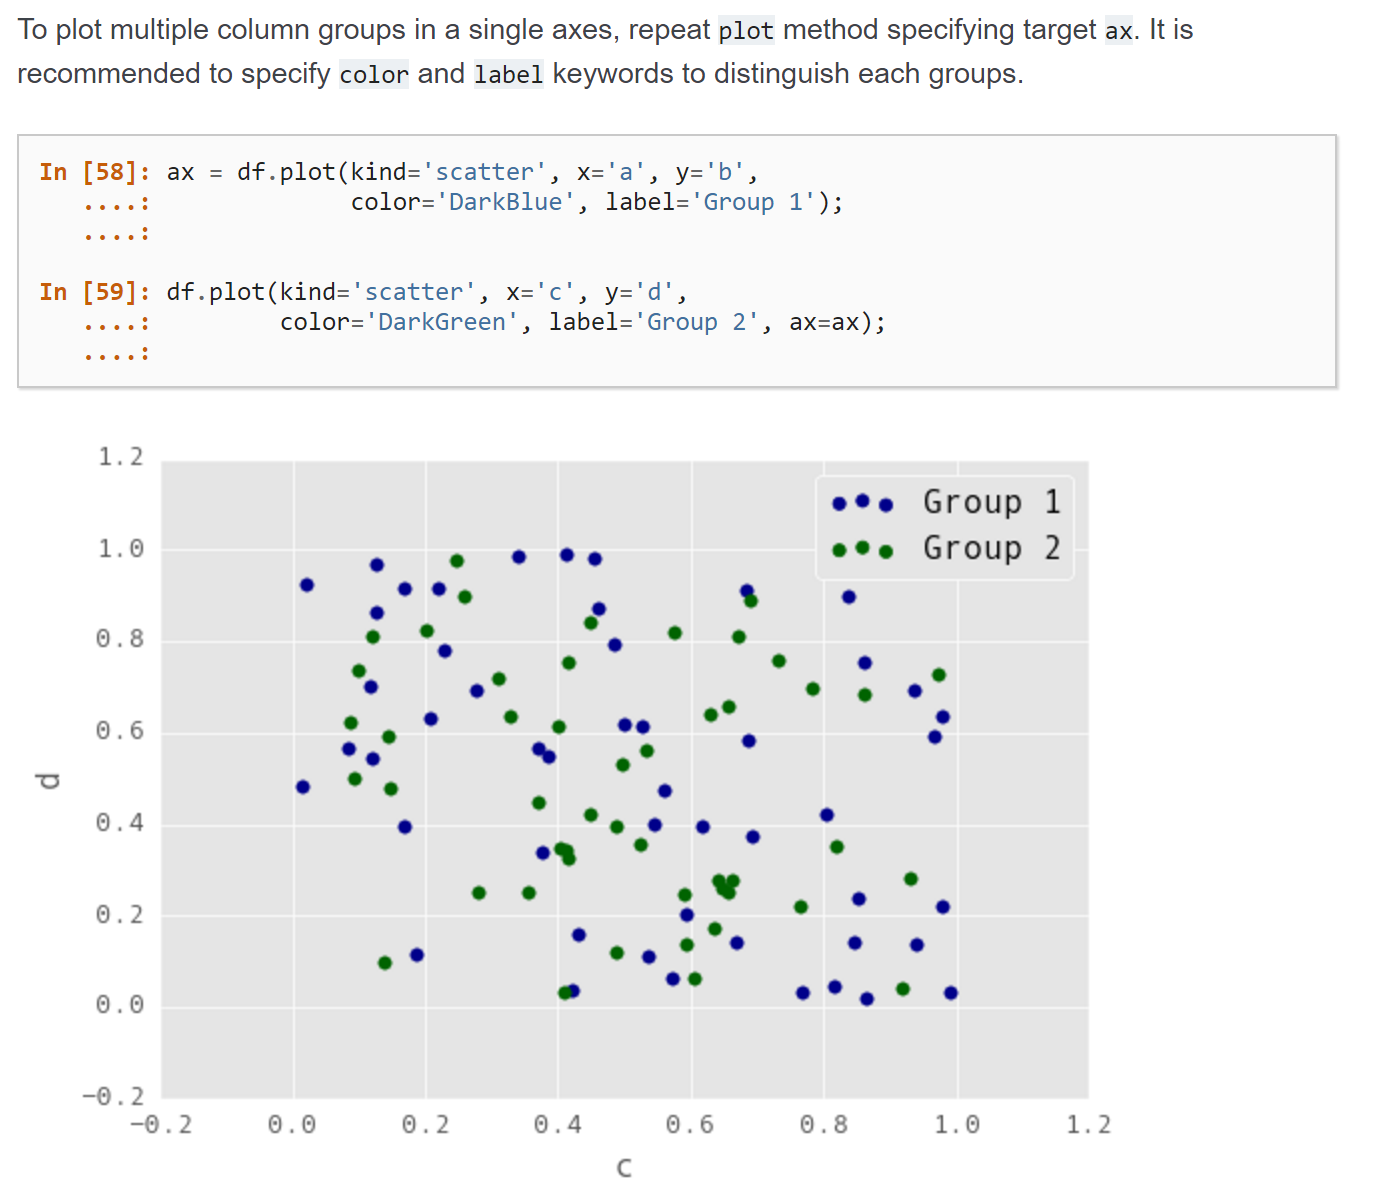 To plot multiple column groups in a single axes, repeat plot method specifying target ax. It is
recommended to specify color and label keywords to distinguish each groups.
In [58]: ax = df.plot(kind='scatter', x='a', y='b',
....: color='DarkBlue', label='Group 1');
....:
In [59]: df.plot(kind='scatter', x='c', y='d',
....: color='DarkGreen', label='Group 2', ax=ax);
....:
1.2
Group 1
Group 2
1.0
0.8
0.6
d
0.4
0.2
0.0
−0.2
−0.2 0.0 0.2 0.4 0.6 0.8 1.0 1.2
c